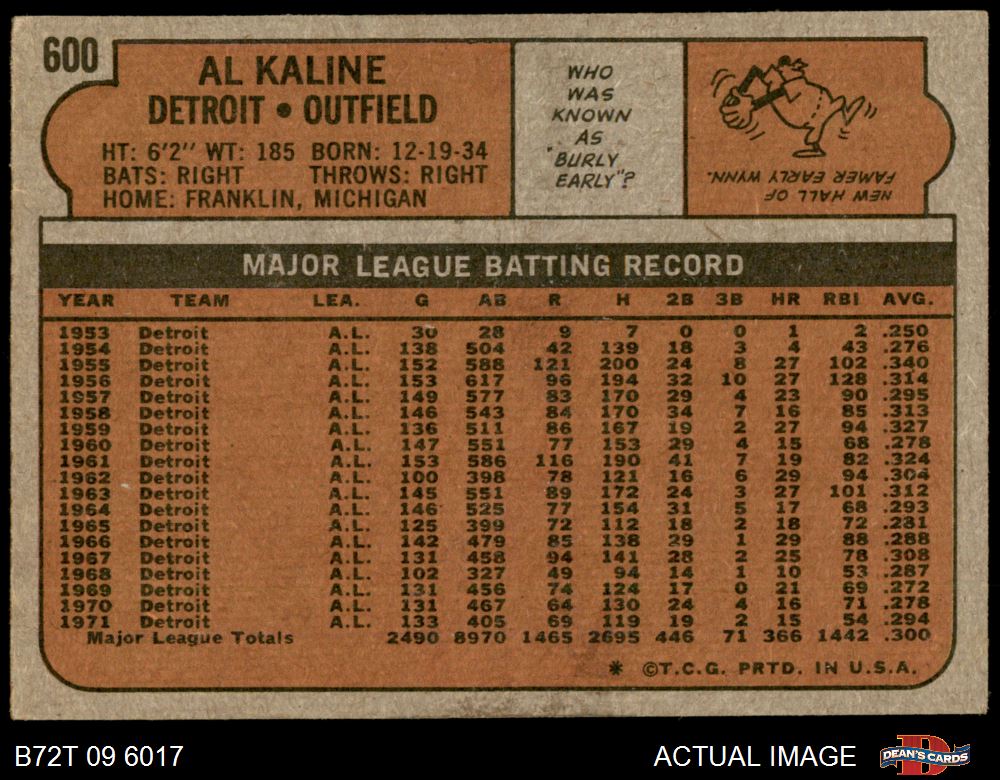 600
AL KALINE
DETROIT • OUTFIELD
HT: 6'2" WT: 185 BORN: 12-19-34
BATS: RIGHT THROWS: RIGHT
HOME: FRANKLIN, MICHIGAN
WHO
WAS
KNOWN
AS
"BURLY
EARLY"?
NEW HALL OF
FAMER EARLY WYNN.
MAJOR LEAGUE BATTING RECORD
YEAR TEAM LEA. G AB R H 2B 3B HR RBI AVG.
1953 Detroit A.L. 30 28 9 7 0 0 1 2 .250
1954 Detroit A.L. 138 504 42 139 18 3 4 43 .276
1955 Detroit A.L. 152 588 121 200 24 8 27 102 .340
1956 Detroit A.L. 153 617 96 194 32 10 27 128 .314
1957 Detroit A.L. 149 577 83 170 29 4 23 90 .295
1958 Detroit A.L. 146 543 84 170 34 7 16 85 .313
1959 Detroit A.L. 136 511 86 167 19 2 27 94 .327
1960 Detroit A.L. 147 551 77 153 29 4 15 68 .278
1961 Detroit A.L. 153 586 116 190 41 7 19 82 .324
1962 Detroit A.L. 100 398 78 121 16 6 29 94 .304
1963 Detroit A.L. 145 551 89 172 24 3 27 101 .312
1964 Detroit A.L. 146 525 77 154 31 5 17 68 .293
1965 Detroit A.L. 125 399 72 112 18 2 18 72 .281
1966 Detroit A.L. 142 479 85 138 29 1 29 88 .288
1967 Detroit A.L. 131 458 94 141 28 2 25 78 .308
1968 Detroit A.L. 102 327 49 94 14 1 10 53 .287
1969 Detroit A.L. 131 456 74 124 17 0 21 69 .272
1970 Detroit A.L. 131 467 64 130 24 4 16 71 .278
1971 Detroit A.L. 133 405 69 119 19 2 15 54 .294
Major League Totals 2490 8970 1465 2695 446 71 366 1442 .300
* ©T.C.G. PRTD. IN U.S.A.
B72T 09 6017
ACTUAL IMAGE
D
DEAN'S CARDS